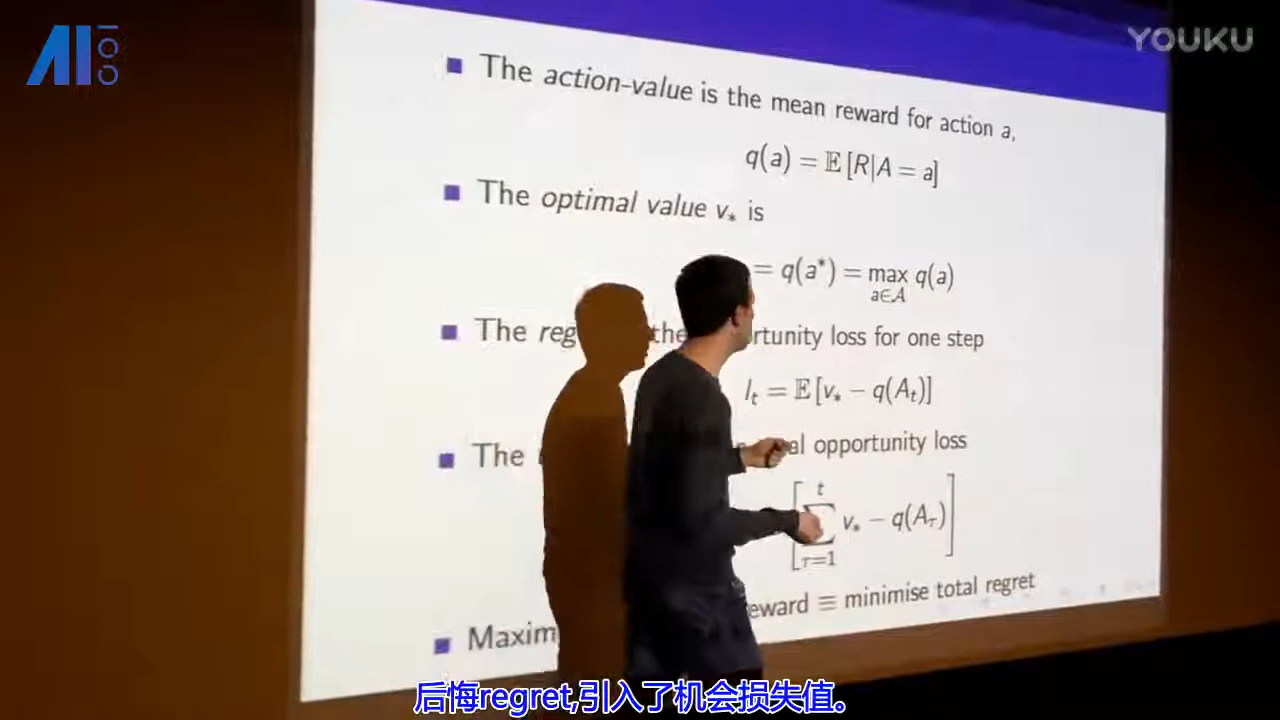 AI100
YOUKU
The action-value is the mean reward for action a,
q(a) = 𝔼 [R|A = a]
The optimal value v* is
= q(a*) = max q(a)
a∈𝒜
The reg the rtunity loss for one step
l_t = 𝔼 [v* − q(A_t)]
The al opportunity loss
[∑_{τ=1}^{t} v* − q(A_τ)]
Maxim eward ≡ minimise total regret
后悔regret,引入了机会损失值。